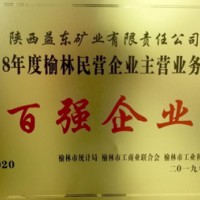 陕西益东矿业有限责任公司
8年度榆林民营企业主营业务
百强企业
020 榆林市统计局 榆林市工商业联合会 榆林市工业
二〇一九